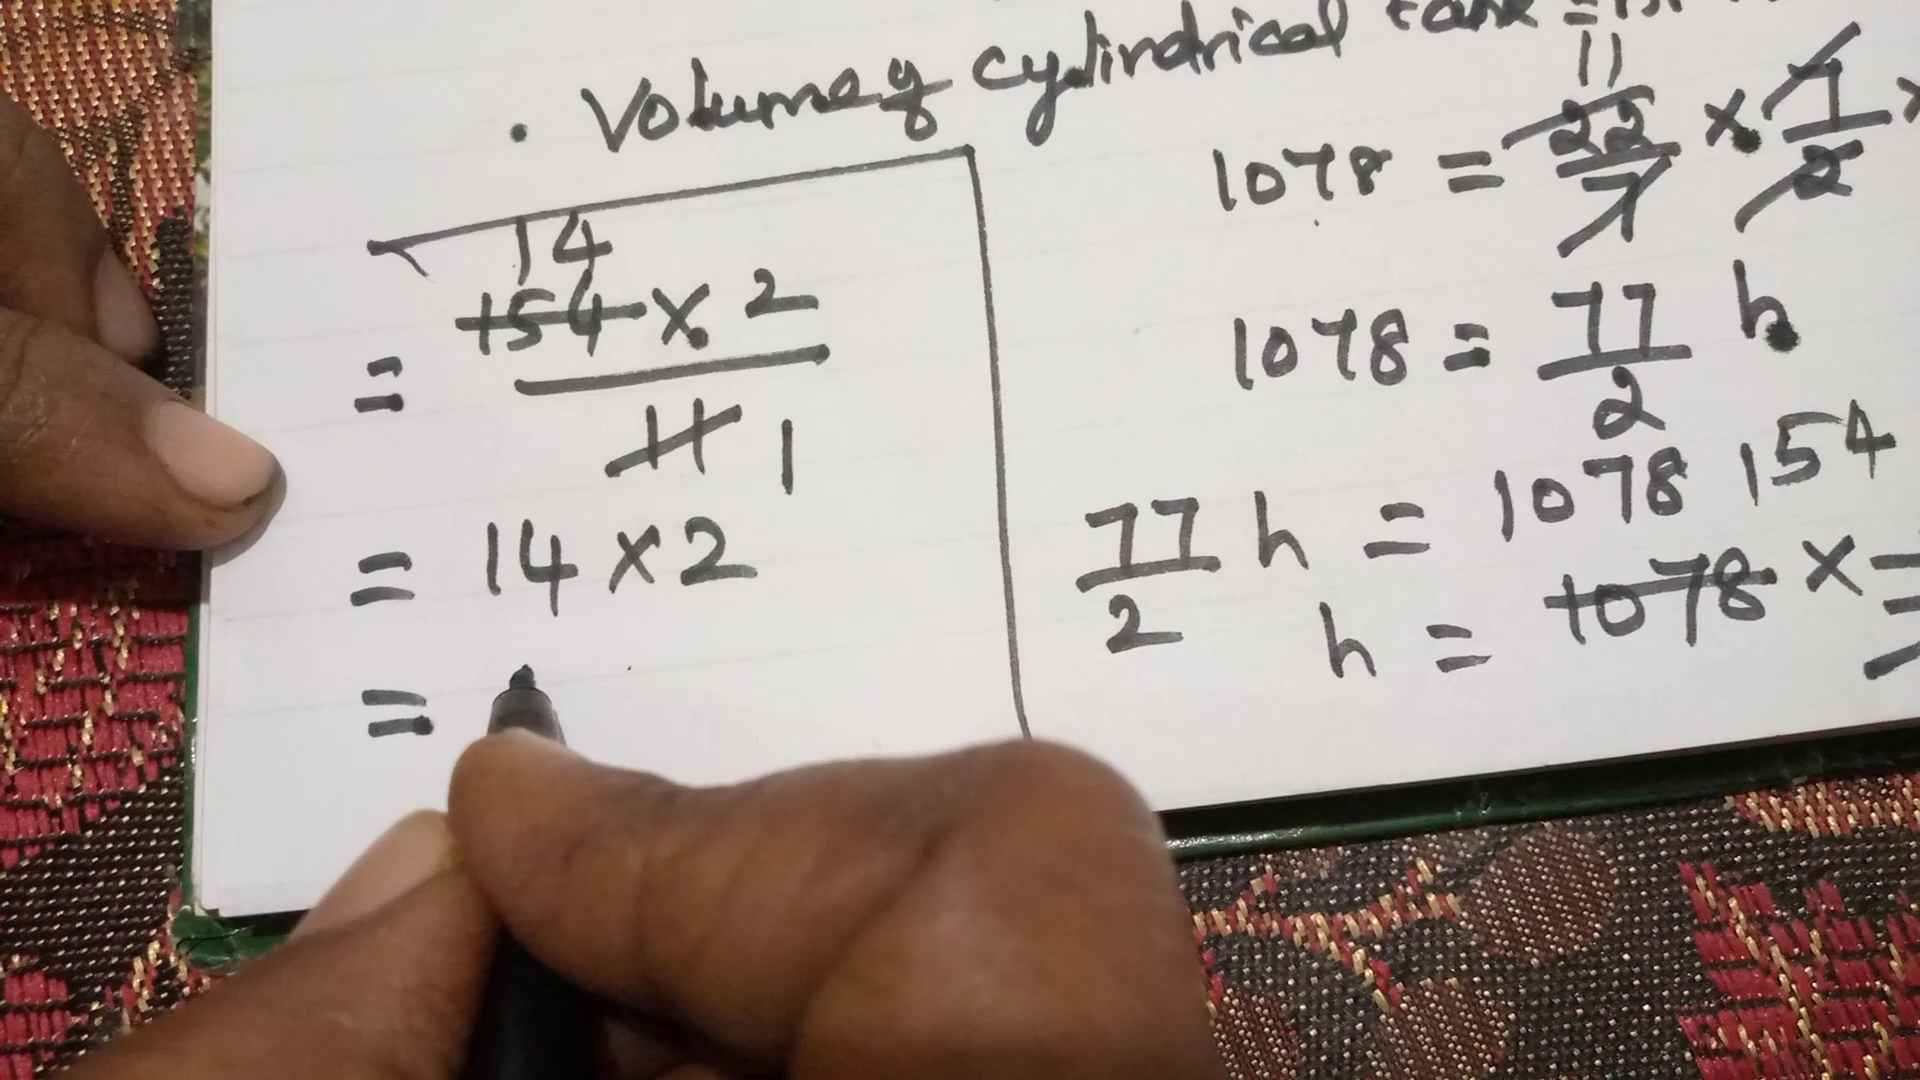 . Volume of cylindrical tank =
11
1078 = 22/7 × 7/2 ×
1078 = 77/2 h
77/2 h = 1078
154
h = 1078 ×
14
= 154 × 2 / 11 1
= 14 × 2
=